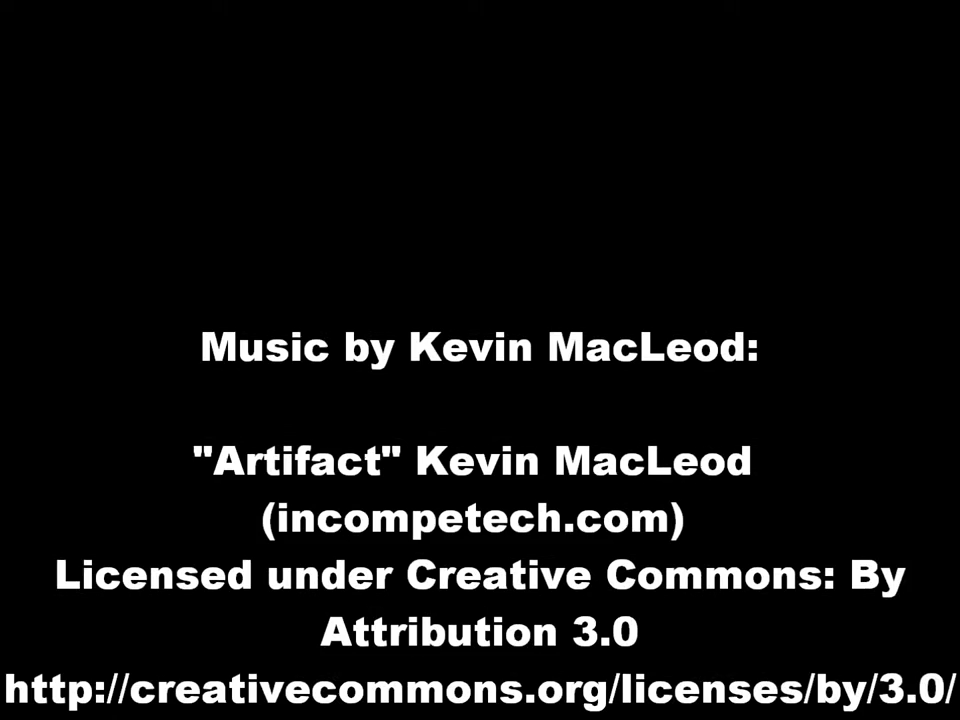 Music by Kevin MacLeod:
"Artifact" Kevin MacLeod
(incompetech.com)
Licensed under Creative Commons: By
Attribution 3.0
http://creativecommons.org/licenses/by/3.0/